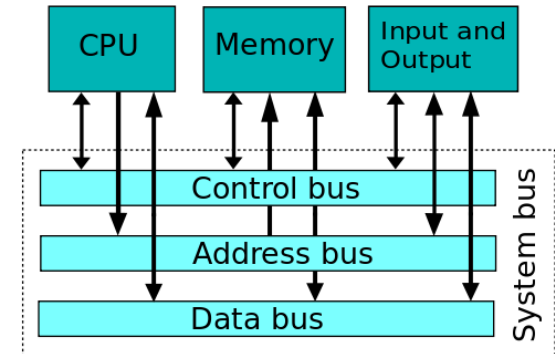 CPU
Memory
Input and
Output
Control bus
Address bus
Data bus
System bus